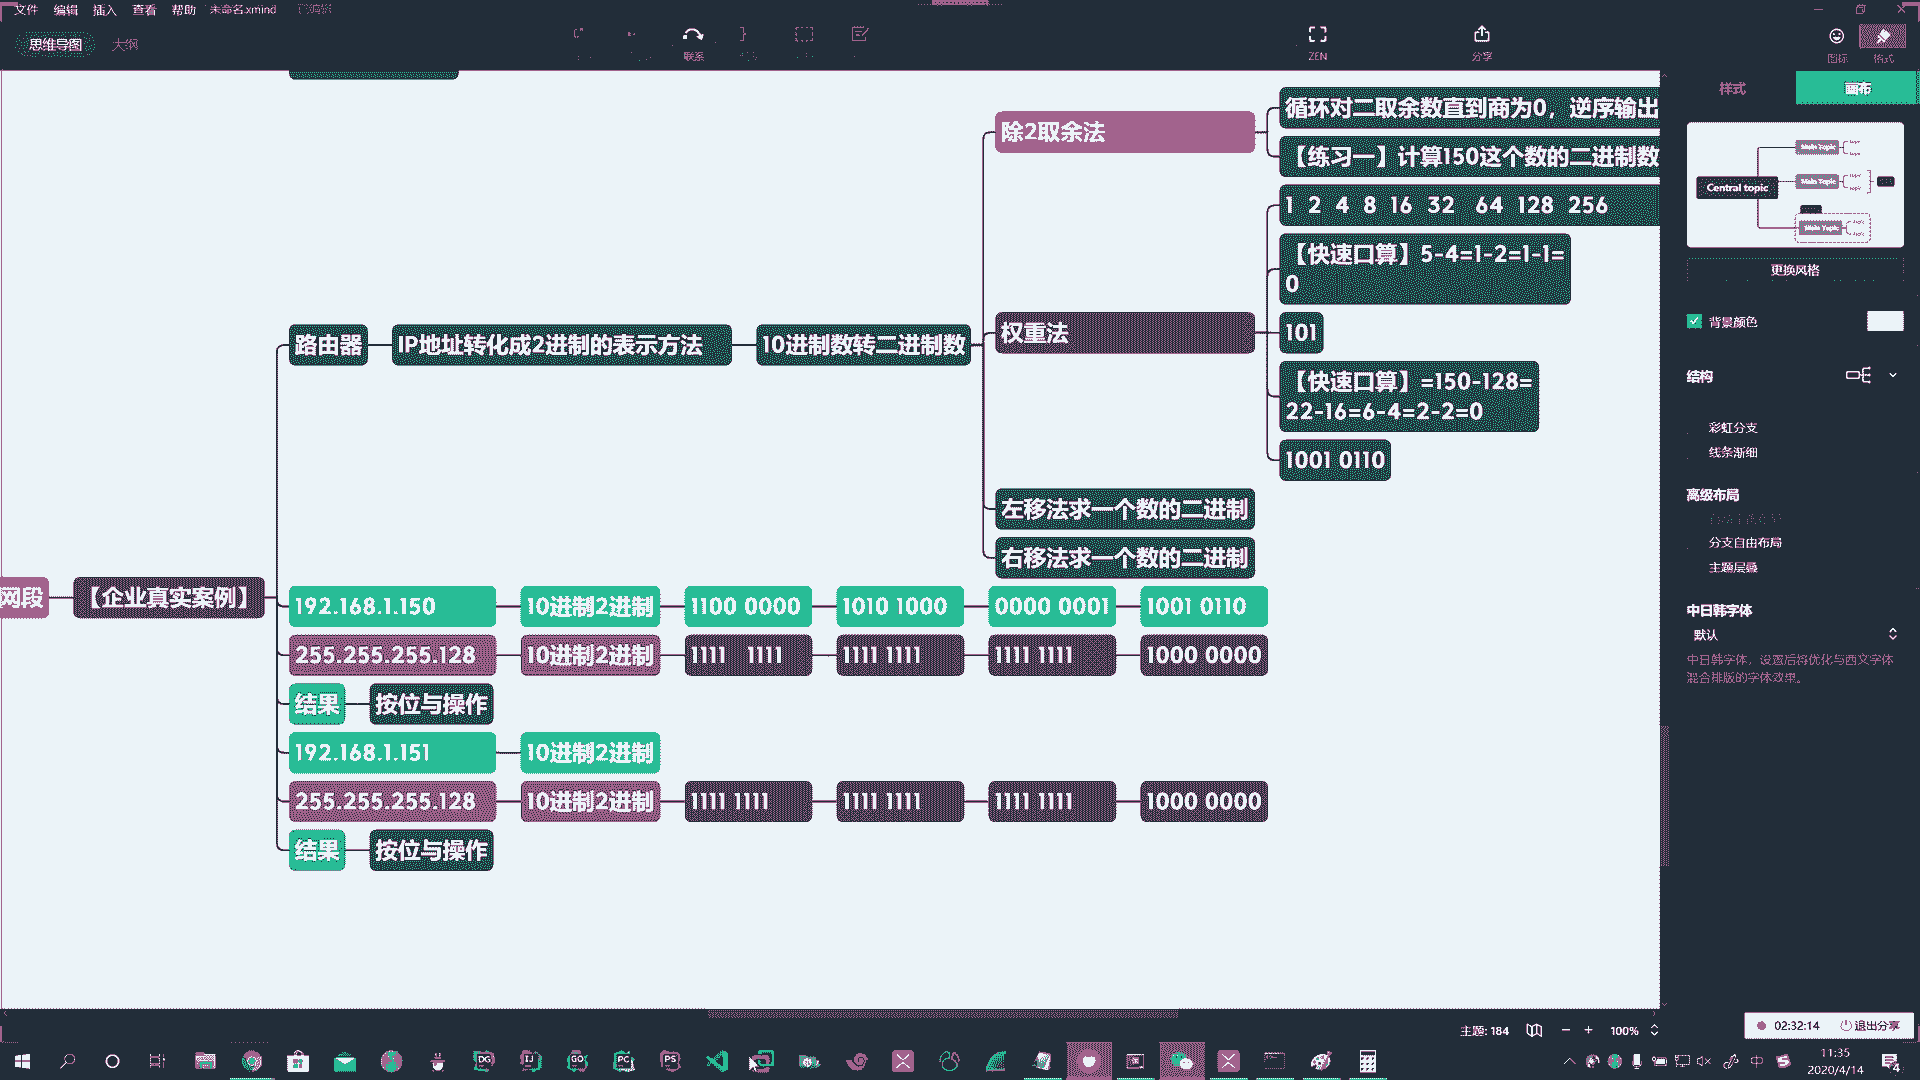 文件 编辑 插入 查看 帮助 未命名.xmind 已编辑
思维导图 大纲
联系
ZEN
分享
图标
格式
样式
画布
循环对二取余数直到商为0，逆序输出
除2取余法
【练习一】计算150这个数的二进制数
1 2 4 8 16 32 64 128 256
【快速口算】5-4=1-2=1-1=
0
路由器
IP地址转化成2进制的表示方法
10进制数转二进制数
权重法
101
【快速口算】=150-128=
22-16=6-4=2-2=0
1001 0110
左移法求一个数的二进制
右移法求一个数的二进制
网段
【企业真实案例】
192.168.1.150 10进制2进制 1100 0000 1010 1000 0000 0001 1001 0110
255.255.255.128 10进制2进制 1111 1111 1111 1111 1111 1111 1000 0000
结果 按位与操作
192.168.1.151 10进制2进制
255.255.255.128 10进制2进制 1111 1111 1111 1111 1111 1111 1000 0000
结果 按位与操作
Central topic
Main Topic
Main Topic
Main Topic
更换风格
背景颜色
结构
彩虹分支
线条渐细
高级布局
分支自由布局
主题层叠
中日韩字体
默认
中日韩字体，设置后将优化与西文字体
混合排版的字体效果。
主题: 184
100%
02:32:14 退出分享
DG IJ GO PC PS
中
11:35
2020/4/14
4